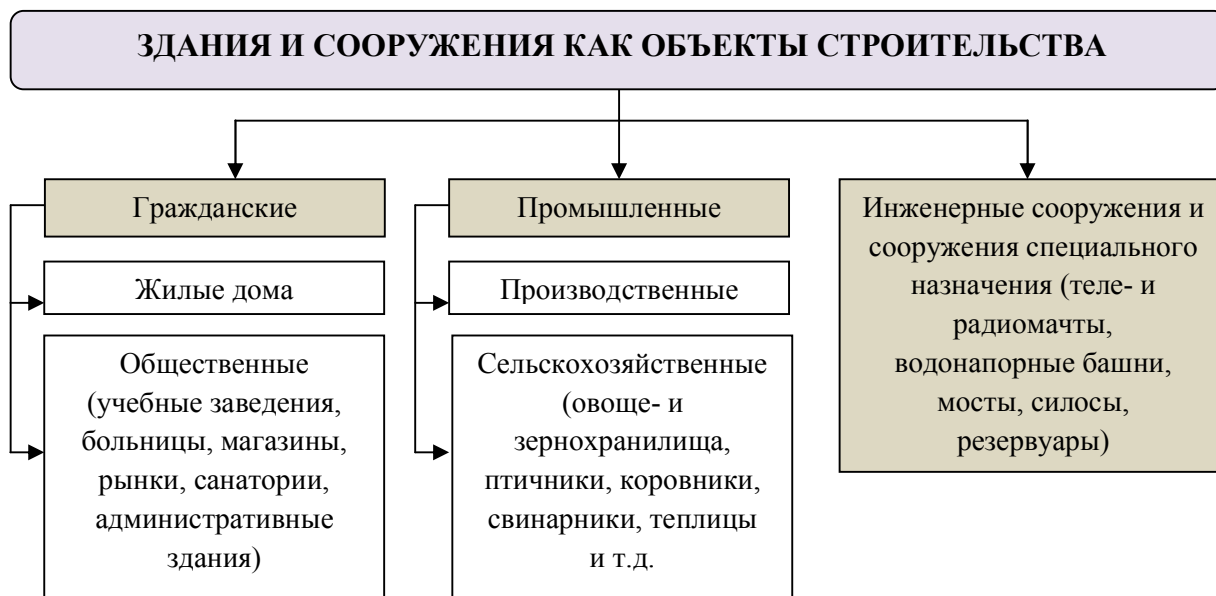 ЗДАНИЯ И СООРУЖЕНИЯ КАК ОБЪЕКТЫ СТРОИТЕЛЬСТВА
Гражданские
Жилые дома
Общественные
(учебные заведения,
больницы, магазины,
рынки, санатории,
административные
здания)
Промышленные
Производственные
Сельскохозяйственные
(овоще- и
зернохранилища,
птичники, коровники,
свинарники, теплицы
и т.д.
Инженерные сооружения и
сооружения специального
назначения (теле- и
радиомачты,
водонапорные башни,
мосты, силосы,
резервуары)